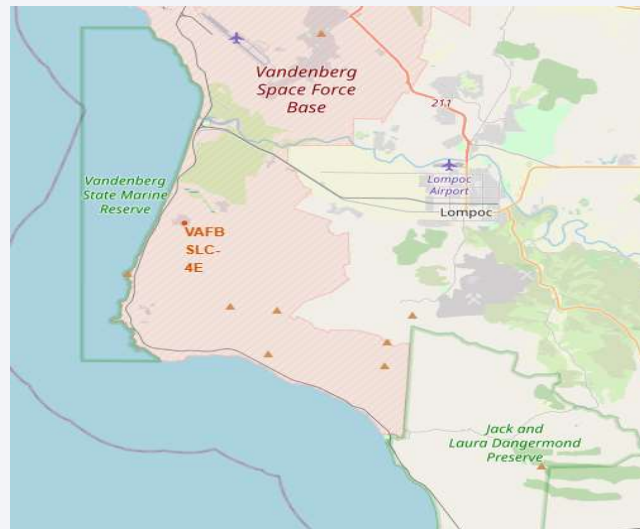 Vandenberg
Space Force
Base
211
Vandenberg
State Marine
Reserve
Lompoc
Airport
Lompoc
VAFB
SLC-
4E
Jack and
Laura Dangermond
Preserve